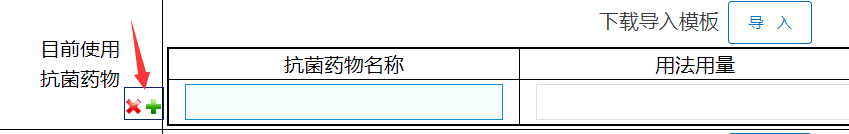 下载导入模板 导 入
目前使用
抗菌药物
抗菌药物名称 用法用量